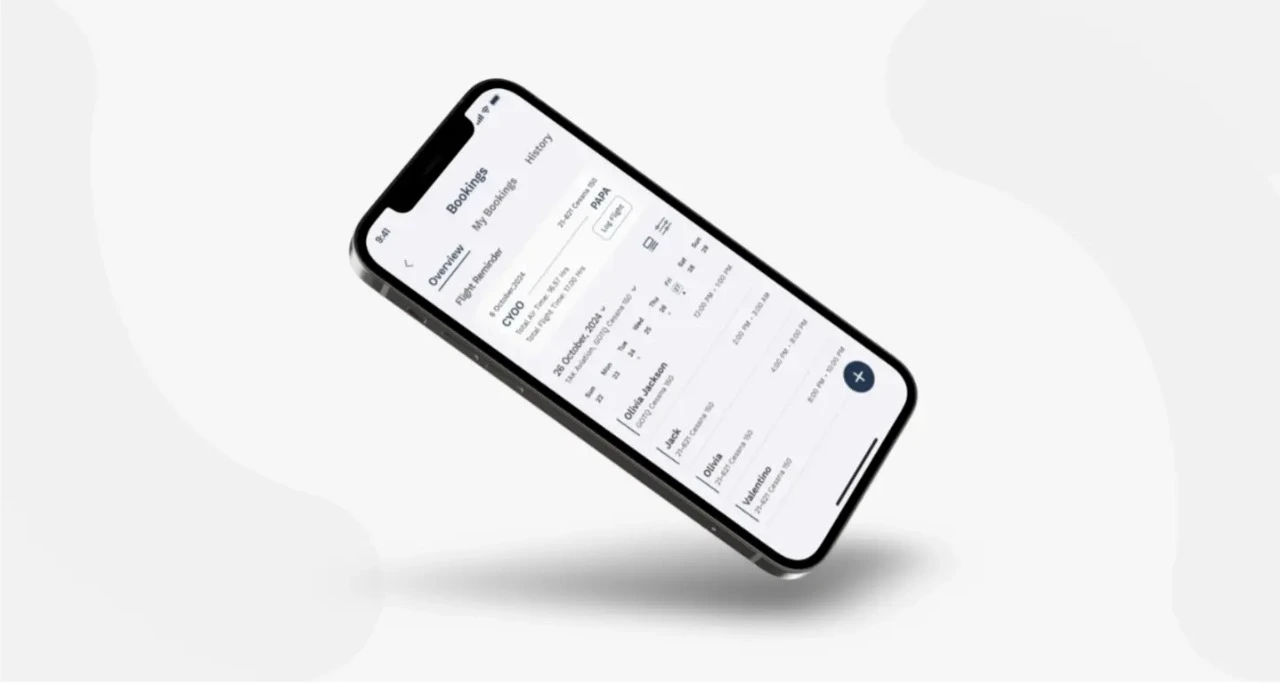 9:41
Bookings
Overview My Bookings History
Flight Reminder
6 October,2024 21-621 Cessna 150
CYOO PAPA
Total Air Time: 16.57 Hrs
Total Flight Time: 17.00 Hrs
Log Flight
26 October, 2024
TAK Aviation, GOTQ Cessna 150
Sun Mon Tue Wed Thu Fri Sat Sun
22 23 24 25 26 27 28 29
Olivia Jackson 12:00 PM - 1:00 PM
GOTQ Cessna 150
Jack 2:00 PM - 3:00 AM
21-621 Cessna 150
Olivia 4:00 PM - 8:00 PM
21-621 Cessna 150
Valentino 8:00 PM - 10:00 PM
21-621 Cessna 150